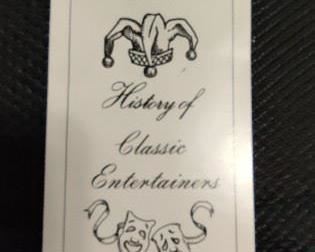 History of
Classic
Entertainers